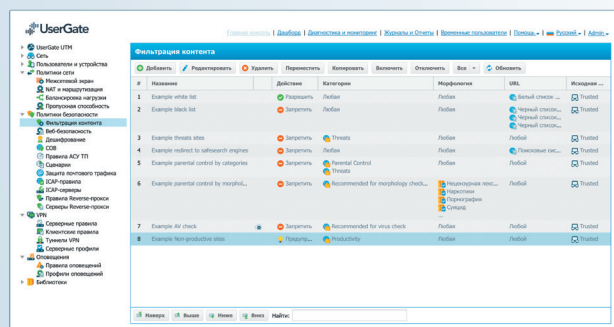 UserGate
Главная консоль | Дашборд | Диагностика и мониторинг | Журналы и Отчеты | Временные пользователи | Помощь | Русский | Admin
UserGate UTM
Сеть
Пользователи и устройства
Политики сети
Межсетевой экран
NAT и маршрутизация
Балансировка нагрузки
Пропускная способность
Политики безопасности
Фильтрация контента
Веб-безопасность
Дешифрование
СОВ
Правила АСУ ТП
Сценарии
Защита почтового трафика
ICAP-правила
ICAP-серверы
Правила Reverse-прокси
Серверы Reverse-прокси
VPN
Серверные правила
Клиентские правила
Туннели VPN
Серверные профили
Оповещения
Правила оповещений
Профили оповещений
Библиотеки
Фильтрация контента
Добавить Редактировать Удалить Переместить Копировать Включить Отключить Все Обновить
# Название Действие Категории Морфология URL Исходная ...
1 Example white list Разрешить Любая Любая Белый список ... Trusted
2 Example black list Запретить Любая Любая Черный список... Trusted
Черный список...
Черный список...
3 Example threats sites Запретить Threats Любая Любой Trusted
4 Example redirect to safesearch engines Запретить Любая Любая Поисковые сис... Trusted
5 Example parental control by categories Запретить Parental Control Любая Любой Trusted
Threats
6 Example parental control by morphol... Запретить Recommended for morphology check... Нецензурная лекс... Любой Trusted
Наркотики
Порнография
Суицид
...
7 Example AV check Запретить Recommended for virus check Любая Любой Trusted
8 Example Non-productive sites Предупр... Productivity Любая Любой Trusted
Наверх Выше Ниже Вниз Найти: